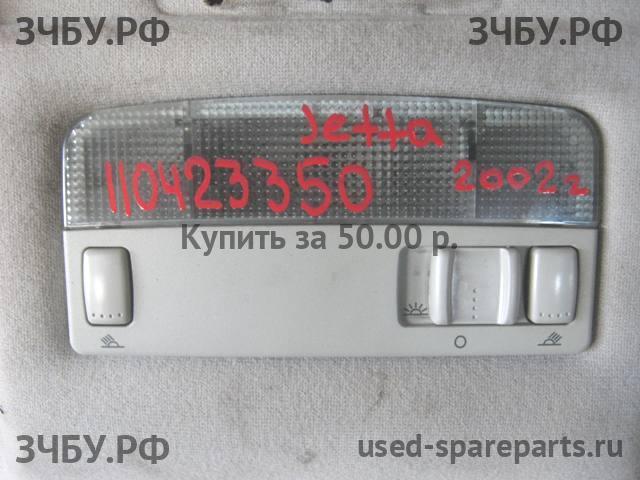 ЗЧБУ.РФ ЗЧБУ.РФ
Jetta
110423350 2002г
Купить за 50.00 р.
O
ЗЧБУ.РФ used-spareparts.ru